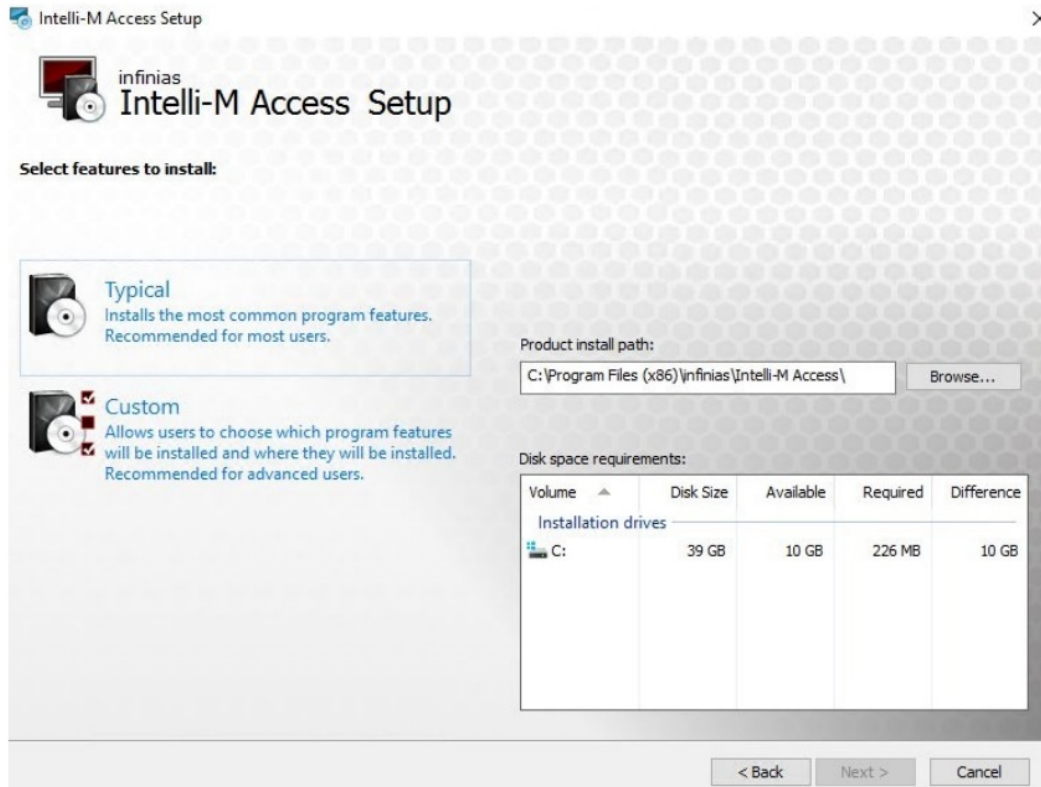 Intelli-M Access Setup
infinias
Intelli-M Access Setup
Select features to install:
Typical
Installs the most common program features.
Recommended for most users.
Custom
Allows users to choose which program features
will be installed and where they will be installed.
Recommended for advanced users.
Product install path:
C:\Program Files (x86)\infinias\Intelli-M Access\
Browse...
Disk space requirements:
Volume Disk Size Available Required Difference
Installation drives
C: 39 GB 10 GB 226 MB 10 GB
< Back Next > Cancel